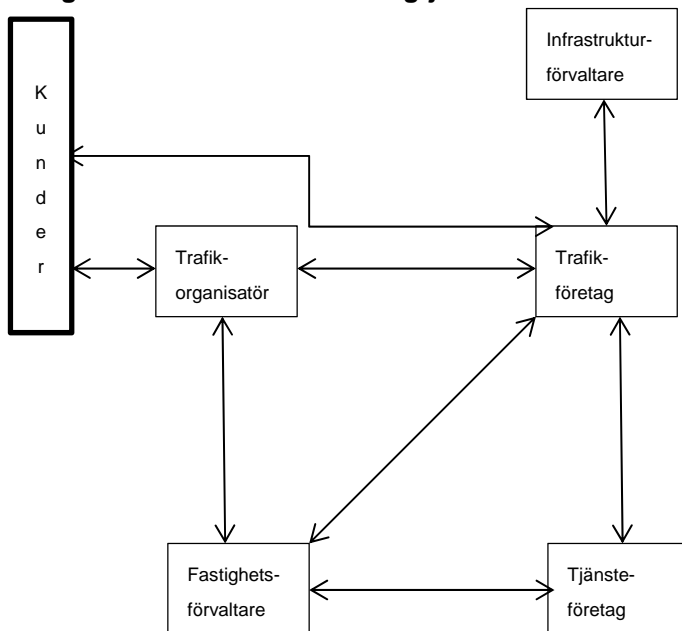 Infrastruktur-
förvaltare
K
u
n
d
e
r
Trafik-
organisatör
Trafik-
företag
Fastighets-
förvaltare
Tjänste-
företag